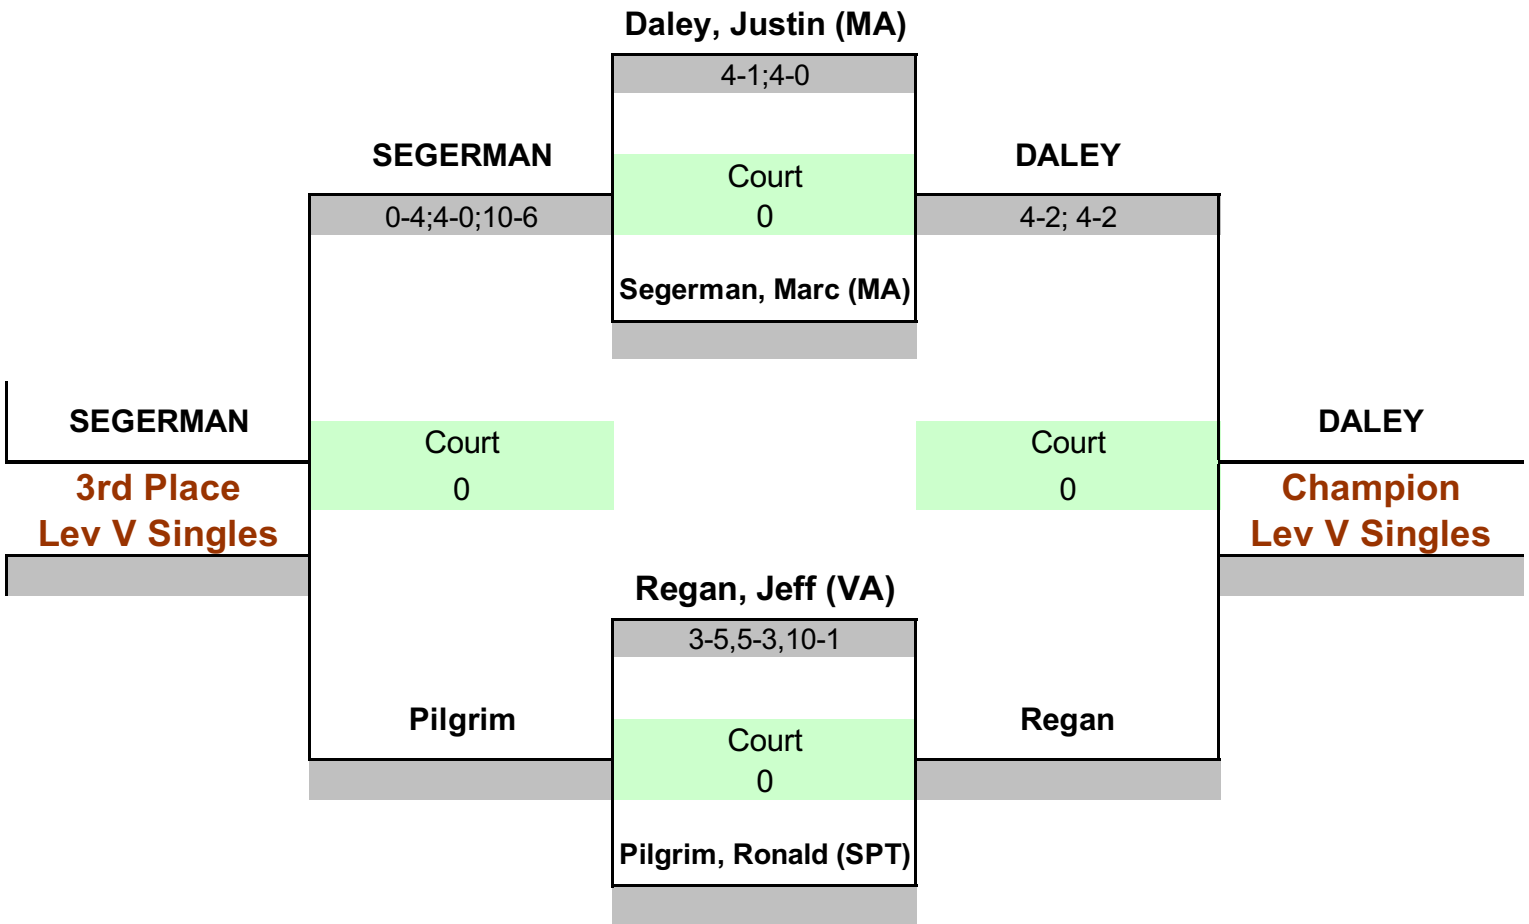 Daley, Justin (MA)
4-1;4-0
SEGERMAN
DALEY
Court
0
0-4;4-0;10-6
4-2; 4-2
Segerman, Marc (MA)
SEGERMAN
DALEY
Court
0
Court
0
3rd Place
Lev V Singles
Champion
Lev V Singles
Regan, Jeff (VA)
3-5,5-3,10-1
Pilgrim
Regan
Court
0
Pilgrim, Ronald (SPT)